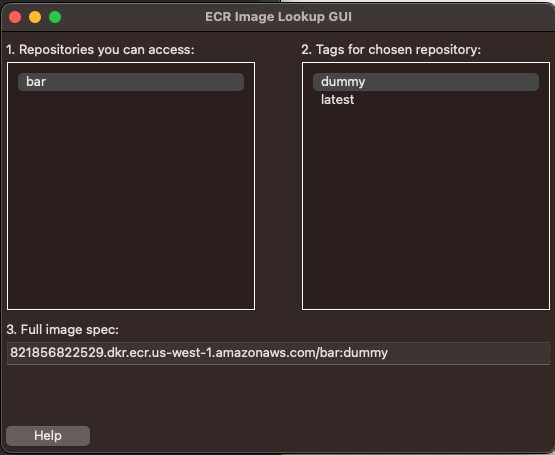 ECR Image Lookup GUI
1. Repositories you can access:
bar
2. Tags for chosen repository:
dummy
latest
3. Full image spec:
821856822529.dkr.ecr.us-west-1.amazonaws.com/bar:dummy
Help